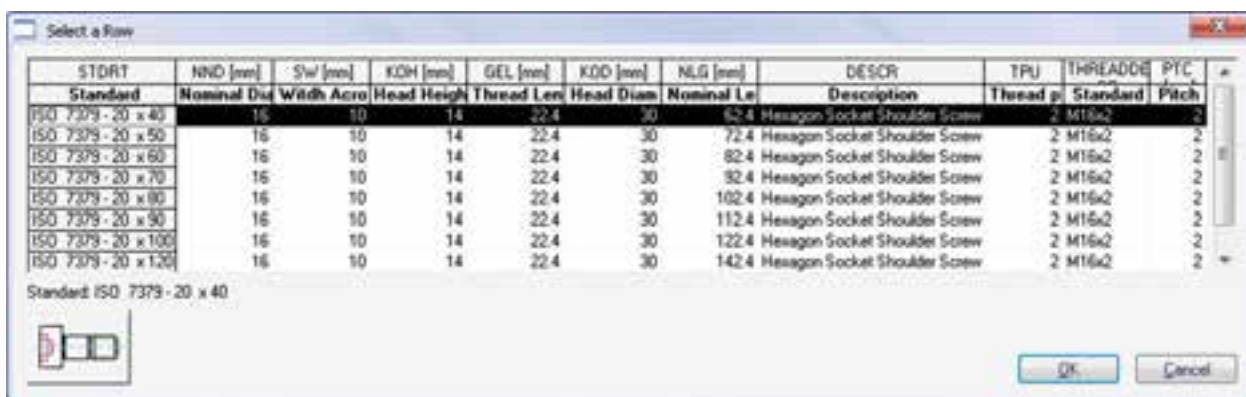 Select a Row
STDRT NND [mm] SW [mm] KOH [mm] GEL [mm] KOD [mm] NLG [mm] DESCR TPU THREADDE PTC
Standard Nominal Dia Witdh Acro Head Heigh Thread Len Head Diam Nominal Le Description Thread p Standard Pitch
ISO 7379 - 20 x 40 16 10 14 22.4 30 62.4 Hexagon Socket Shoulder Screw 2 M16x2 2
ISO 7379 - 20 x 50 16 10 14 22.4 30 72.4 Hexagon Socket Shoulder Screw 2 M16x2 2
ISO 7379 - 20 x 60 16 10 14 22.4 30 82.4 Hexagon Socket Shoulder Screw 2 M16x2 2
ISO 7379 - 20 x 70 16 10 14 22.4 30 92.4 Hexagon Socket Shoulder Screw 2 M16x2 2
ISO 7379 - 20 x 80 16 10 14 22.4 30 102.4 Hexagon Socket Shoulder Screw 2 M16x2 2
ISO 7379 - 20 x 90 16 10 14 22.4 30 112.4 Hexagon Socket Shoulder Screw 2 M16x2 2
ISO 7379 - 20 x 100 16 10 14 22.4 30 122.4 Hexagon Socket Shoulder Screw 2 M16x2 2
ISO 7379 - 20 x 120 16 10 14 22.4 30 142.4 Hexagon Socket Shoulder Screw 2 M16x2 2
Standard: ISO 7379 - 20 x 40
OK Cancel